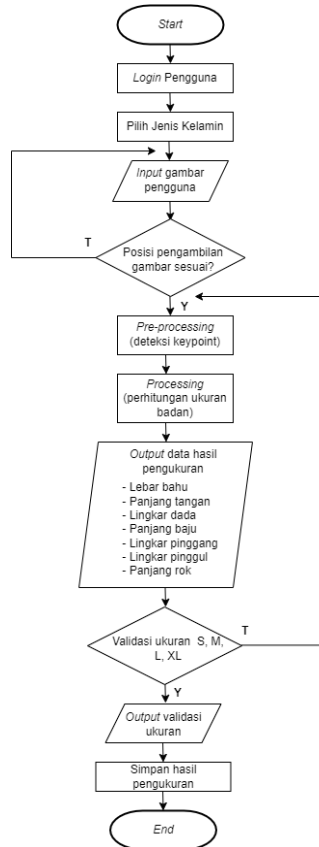 Start
Login Pengguna
Pilih Jenis Kelamin
Input gambar
pengguna
T
Posisi pengambilan
gambar sesuai?
Y
Pre-processing
(deteksi keypoint)
Processing
(perhitungan ukuran
badan)
Output data hasil
pengukuran
- Lebar bahu
- Panjang tangan
- Lingkar dada
- Panjang baju
- Lingkar pinggang
- Lingkar pinggul
- Panjang rok
T
Validasi ukuran S, M,
L, XL
Y
Output validasi
ukuran
Simpan hasil
pengukuran
End